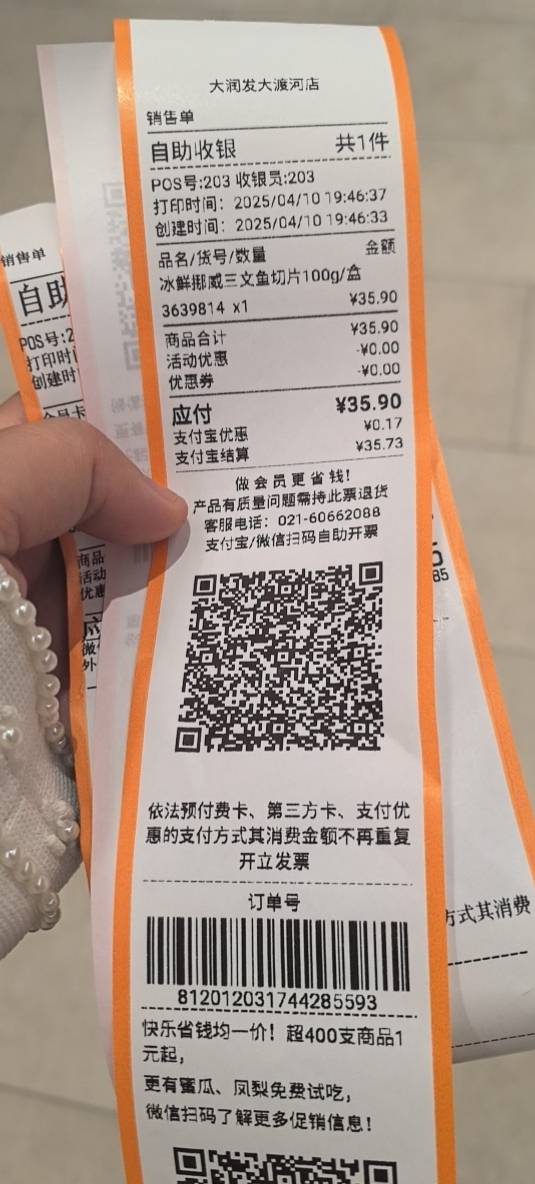 大润发大渡河店
销售单
自助收银 共1件
POS号:203 收银员:203
打印时间: 2025/04/10 19:46:37
创建时间: 2025/04/10 19:46:33
品名/货号/数量 金额
冰鲜挪威三文鱼切片100g/盒
3639814 x1 ¥35.90
商品合计 ¥35.90
活动优惠 -¥0.00
优惠券 -¥0.00
应付 ¥35.90
支付宝优惠 ¥0.17
支付宝结算 ¥35.73
做会员更省钱!
产品有质量问题需持此票退货
客服电话: 021-60662088
支付宝/微信扫码自助开票
依法预付费卡、第三方卡、支付优
惠的支付方式其消费金额不再重复
开立发票
订单号
812012031744285593
快乐省钱均一价! 超400支商品1
元起,
更有蜜瓜、凤梨免费试吃,
微信扫码了解更多促销信息!
销售单
自助
POS号:2
打印时
创建时
商品
活动
优惠
应
微
外
85
方式其消费